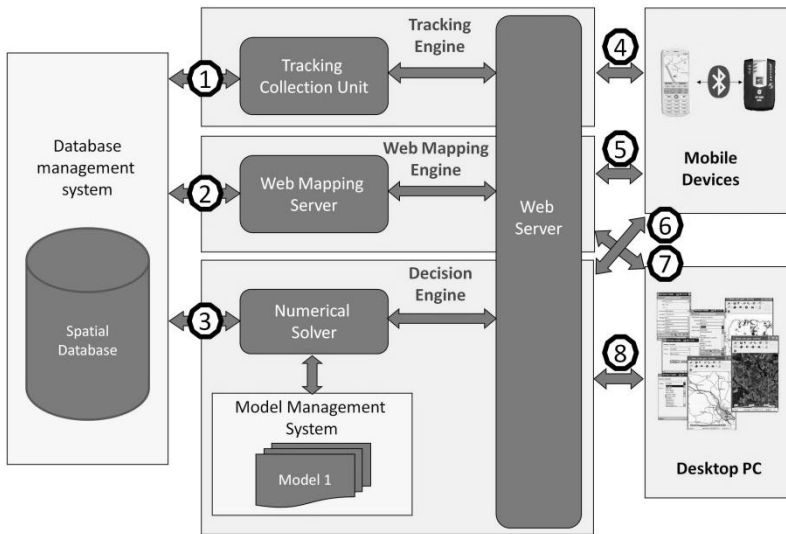 Database
management
system
Spatial
Database
1
2
3
Tracking
Engine
Tracking
Collection Unit
Web Mapping
Engine
Web Mapping
Server
Decision
Engine
Numerical
Solver
Model Management
System
Model 1
Web
Server
4
5
6
7
8
Mobile
Devices
Desktop PC